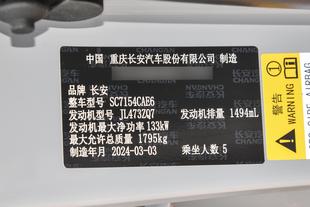 中国 重庆长安汽车股份有限公司 制造
品牌 长安
整车型号 SC7154CAE6
发动机型号 JL473ZQ7 发动机排量 1494mL
发动机最大净功率 133kW
最大允许总质量 1795kg
制造年月 2024-03-03 乘坐人数 5
警告
WARNING